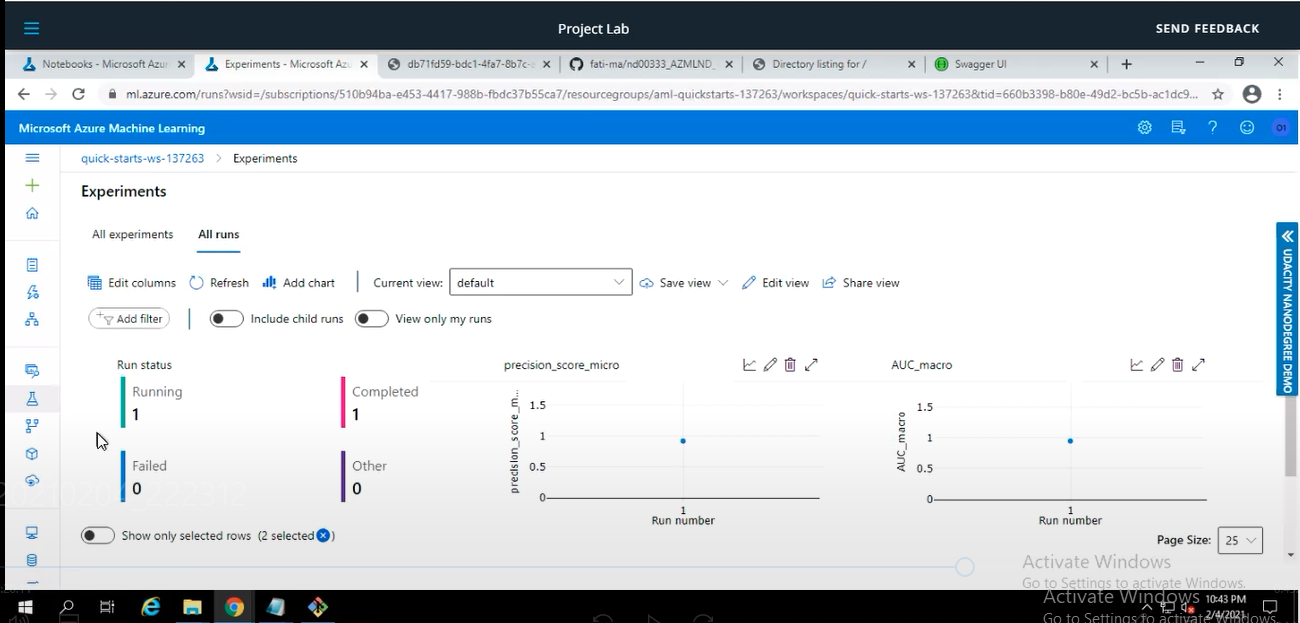 Project Lab
SEND FEEDBACK
Notebooks - Microsoft Azur
Experiments - Microsoft Azu
db71fd59-bdc1-4fa7-8b7c-
fati-ma/nd00333_AZMLND_
Directory listing for /
Swagger UI
ml.azure.com/runs?wsid=/subscriptions/510b94ba-e453-4417-988b-fbdc37b55ca7/resourcegroups/aml-quickstarts-137263/workspaces/quick-starts-ws-137263&tid=660b3398-b80e-49d2-bc5b-ac1dc9...
Microsoft Azure Machine Learning
01
quick-starts-ws-137263 > Experiments
Experiments
All experiments
All runs
Edit columns
Refresh
Add chart
Current view:
default
Save view
Edit view
Share view
Add filter
Include child runs
View only my runs
UDACITY NANODEGREE DEMO
Run status
Running
1
Completed
1
Failed
0
Other
0
precision_score_micro
precision_score_m...
1.5
1
0.5
0
1
Run number
AUC_macro
AUC_macro
1.5
1
0.5
0
1
Run number
Show only selected rows (2 selected )
Page Size:
25
Activate Windows
Go to Settings to activate Windows.
Activate Windows
Go to Settings to activate Windows.
10:43 PM
2/4/2021